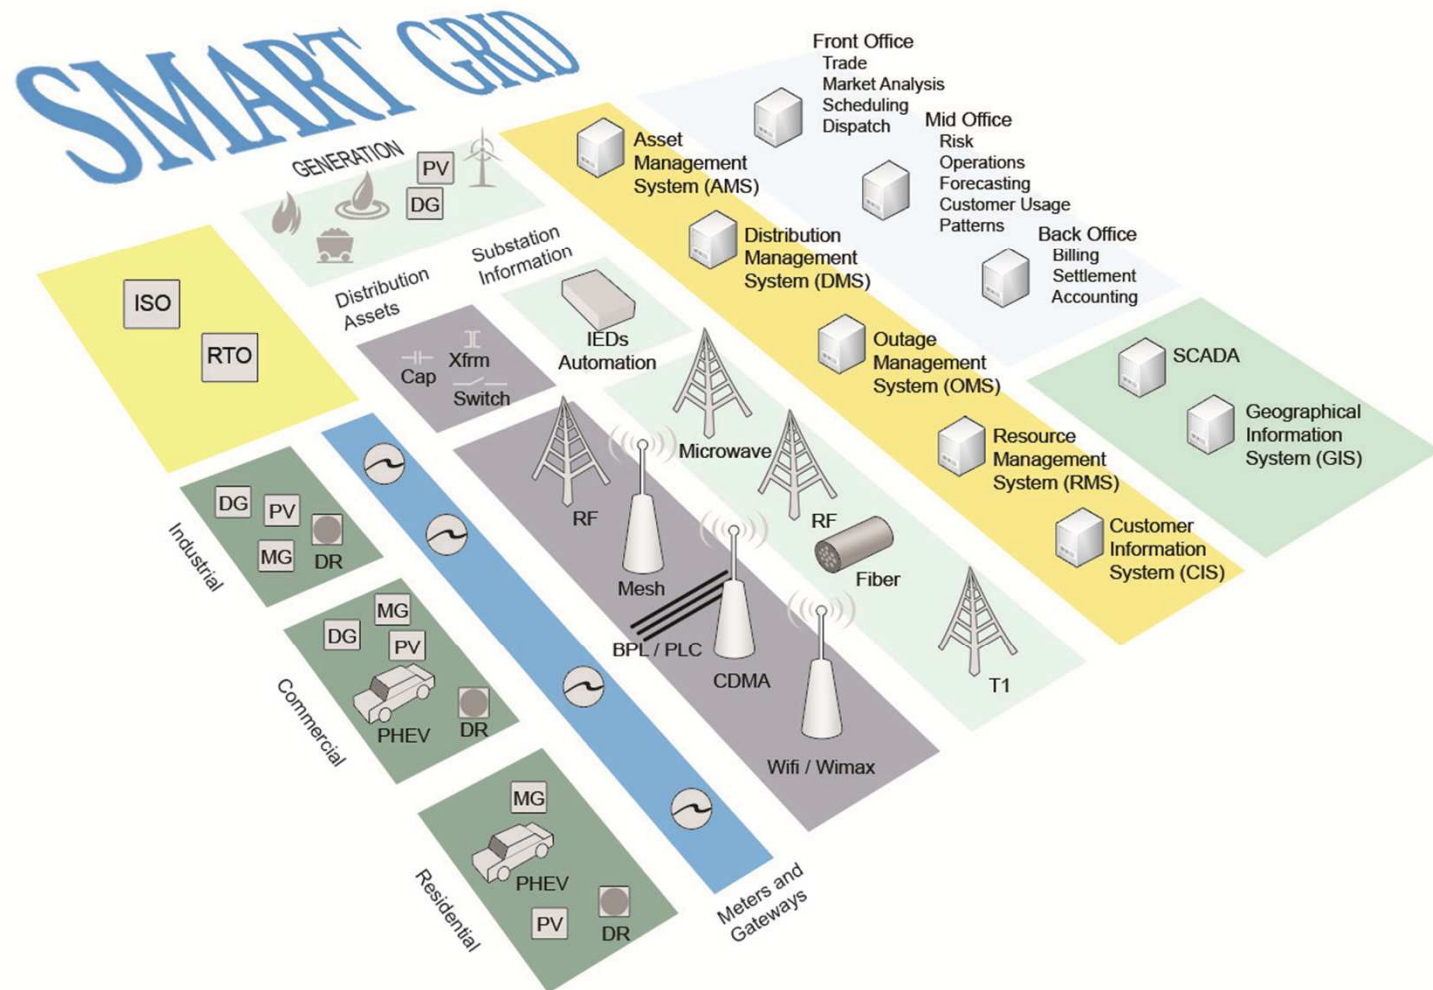 SMART GRID
GENERATION
PV
DG
ISO
RTO
Distribution
Assets
Substation
Information
Xfrm
Cap
Switch
IEDs
Automation
Asset
Management
System (AMS)
Distribution
Management
System (DMS)
Outage
Management
System (OMS)
Resource
Management
System (RMS)
Customer
Information
System (CIS)
Front Office
Trade
Market Analysis
Scheduling
Dispatch
Mid Office
Risk
Operations
Forecasting
Customer Usage
Patterns
Back Office
Billing
Settlement
Accounting
SCADA
Geographical
Information
System (GIS)
Microwave
RF
Fiber
T1
RF
Mesh
BPL / PLC
CDMA
Wifi / Wimax
Industrial
DG
PV
MG
DR
Commercial
MG
DG
PV
PHEV
DR
Residential
MG
PHEV
PV
DR
Meters and
Gateways